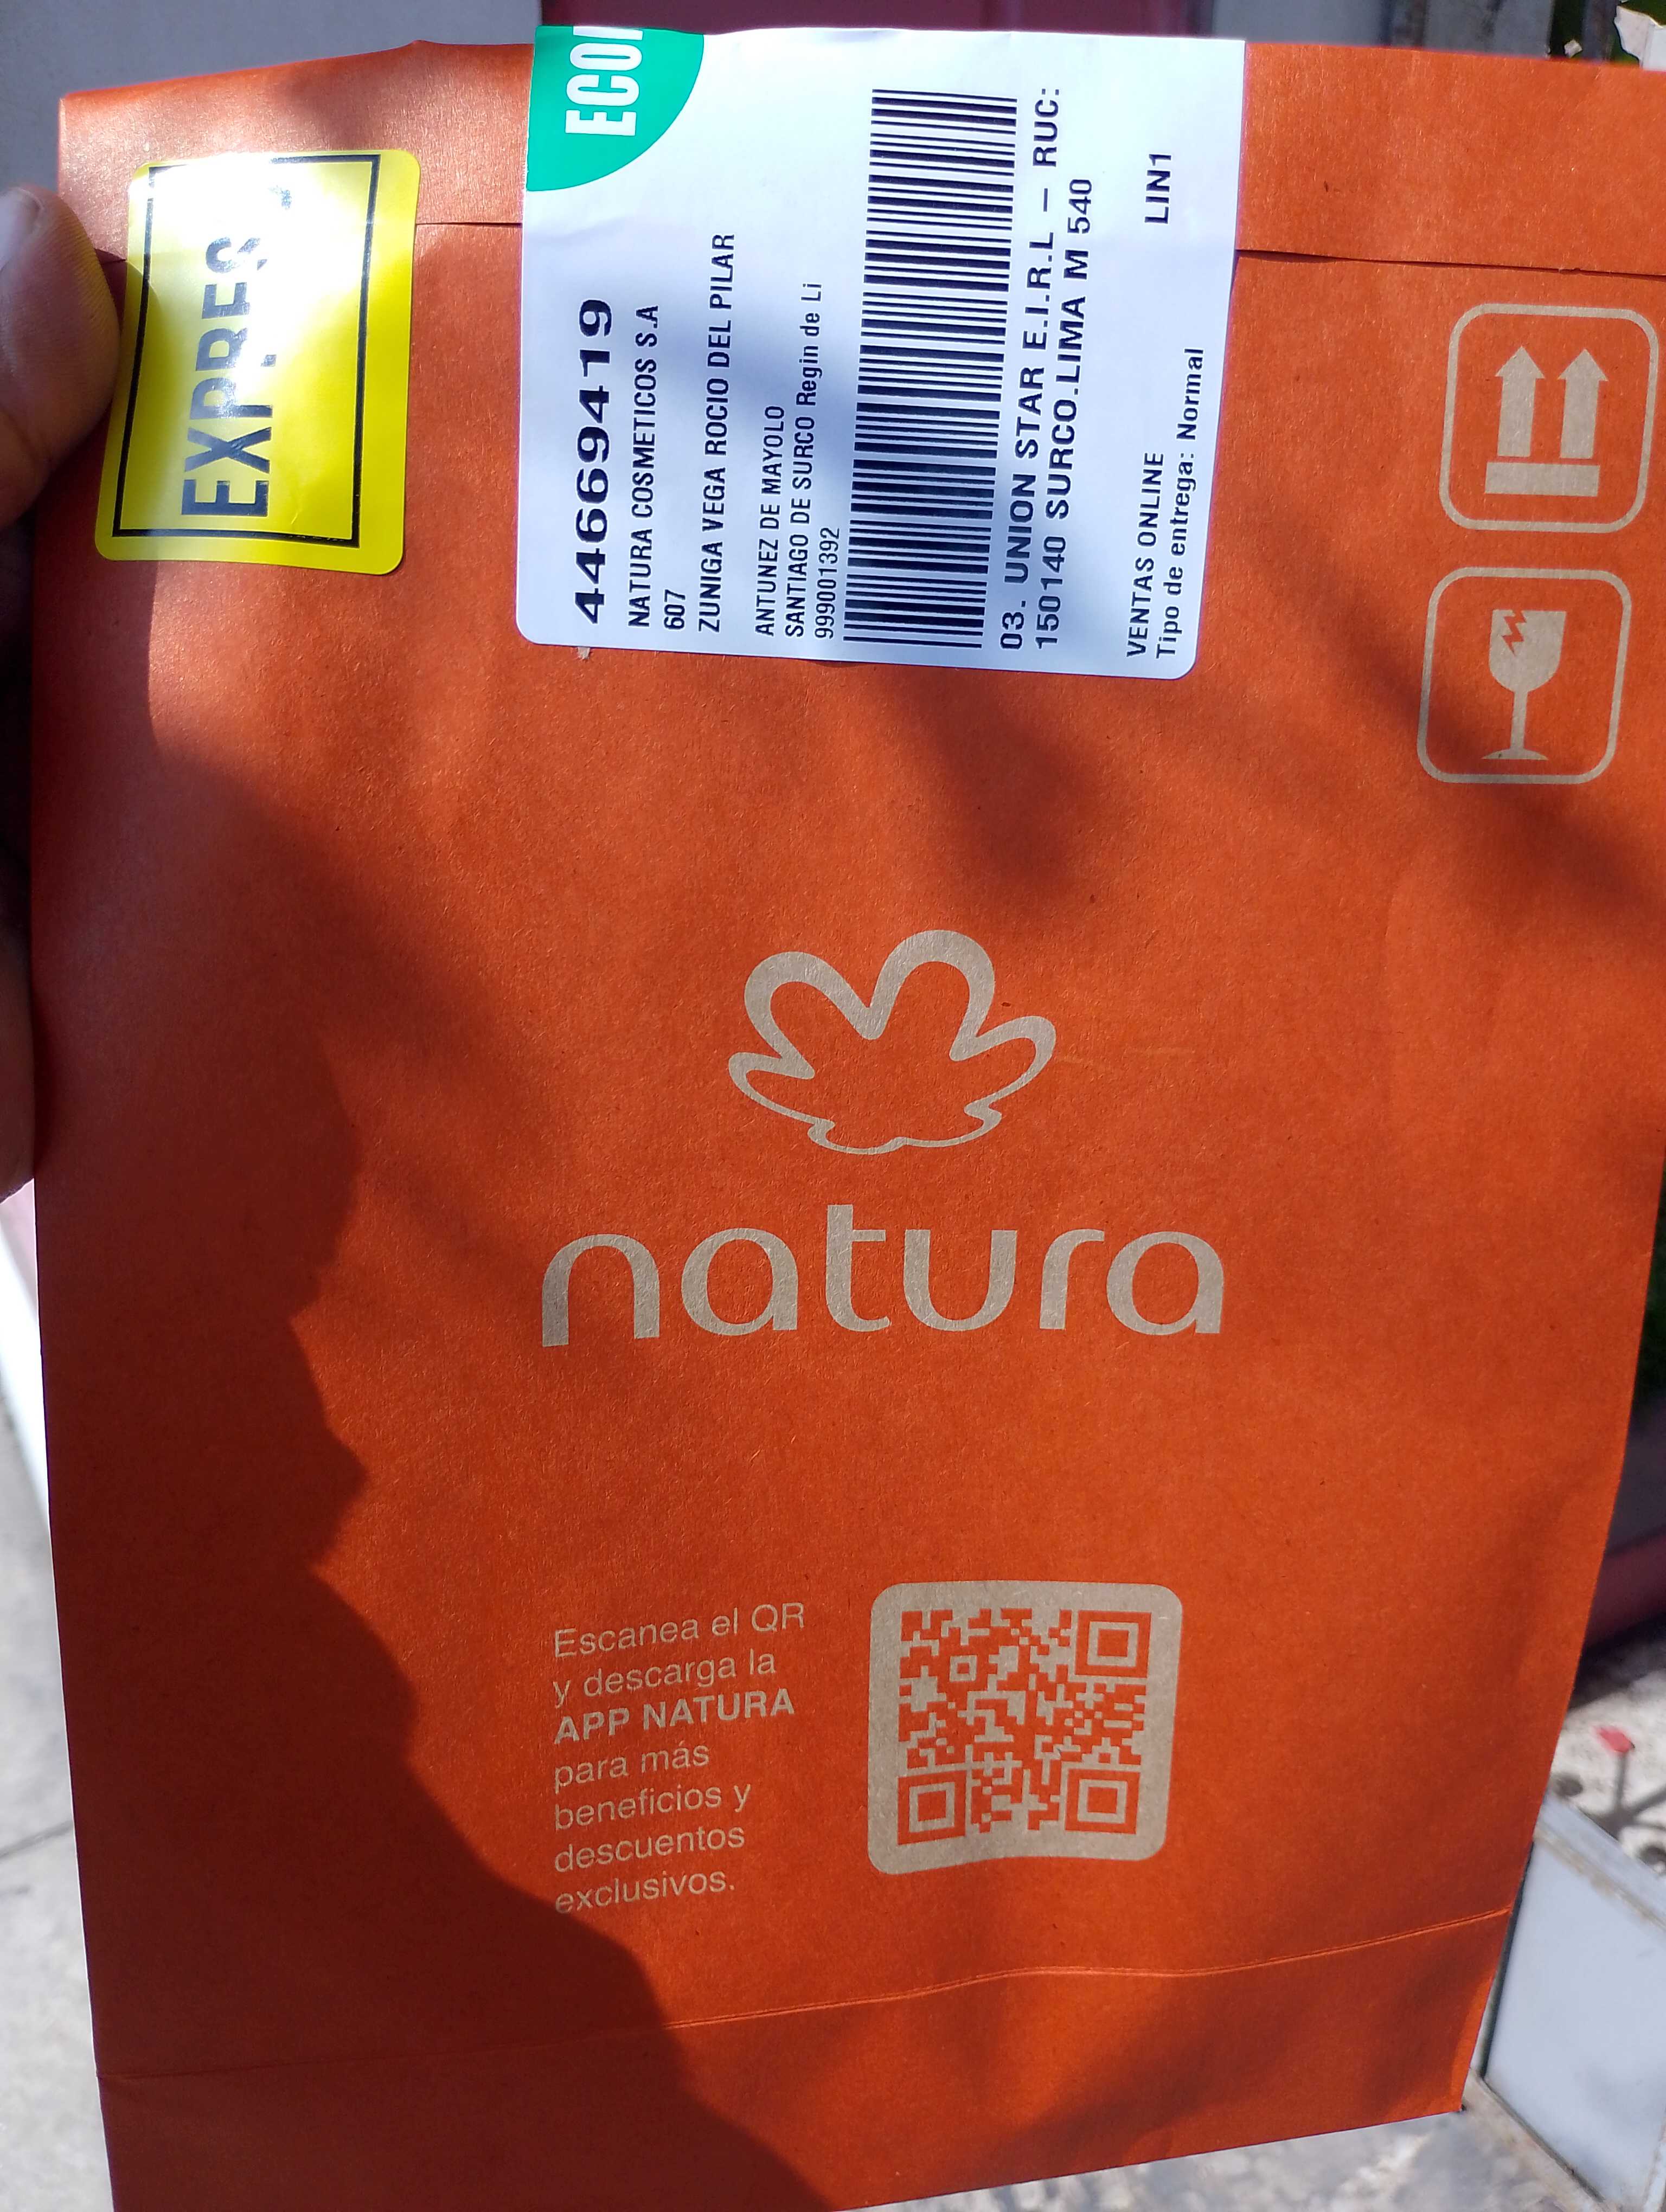 EXPRES
ECO
44669419
NATURA COSMETICOS S.A
607
ZUNIGA VEGA ROCIO DEL PILAR
ANTUNEZ DE MAYOLO
SANTIAGO DE SURCO Regin de Li
999001392
03. UNION STAR E.I.R.L – RUC:
150140 SURCO.LIMA M 540
VENTAS ONLINE LIN1
Tipo de entrega: Normal
natura
Escanea el QR
y descarga la
APP NATURA
para más
beneficios y
descuentos
exclusivos.